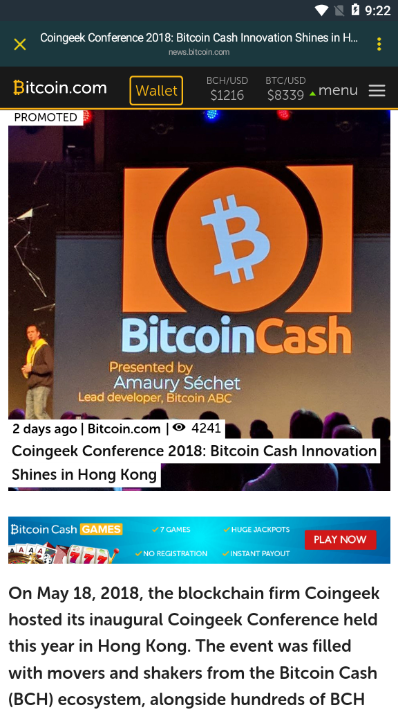 9:22
Coingeek Conference 2018: Bitcoin Cash Innovation Shines in H...
news.bitcoin.com
Bitcoin.com
Wallet
BCH/USD
$1216
BTC/USD
$8339
menu
PROMOTED
BitcoinCash
Presented by
Amaury Séchet
Lead developer, Bitcoin ABC
2 days ago | Bitcoin.com | 4241
Coingeek Conference 2018: Bitcoin Cash Innovation
Shines in Hong Kong
Bitcoin Cash GAMES
7 GAMES
HUGE JACKPOTS
NO REGISTRATION
INSTANT PAYOUT
PLAY NOW
A A A A
777
On May 18, 2018, the blockchain firm Coingeek
hosted its inaugural Coingeek Conference held
this year in Hong Kong. The event was filled
with movers and shakers from the Bitcoin Cash
(BCH) ecosystem, alongside hundreds of BCH